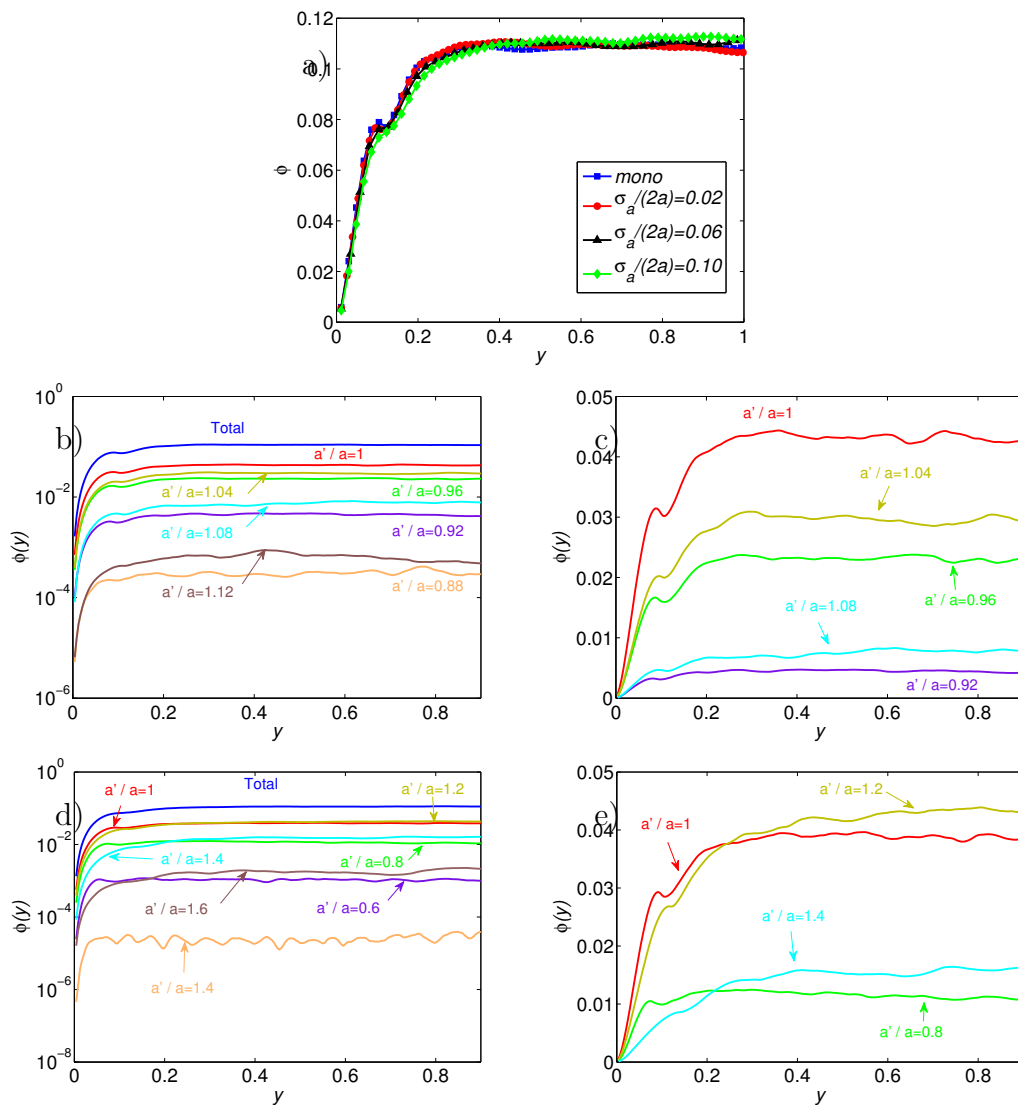 a)
0.12
0.1
0.08
0.06
0.04
0.02
0
ϕ
mono
σ_a/(2a)=0.02
σ_a/(2a)=0.06
σ_a/(2a)=0.10
0 0.2 0.4 0.6 0.8 1
y
b)
10^0
10^-2
10^-4
10^-6
ϕ(y)
Total
a' / a=1
a' / a=1.04
a' / a=0.96
a' / a=1.08
a' / a=0.92
a' / a=1.12
a' / a=0.88
0 0.2 0.4 0.6 0.8
y
c)
0.05
0.04
0.03
0.02
0.01
0
ϕ(y)
a' / a=1
a' / a=1.04
a' / a=0.96
a' / a=1.08
a' / a=0.92
0 0.2 0.4 0.6 0.8
y
d)
10^0
10^-2
10^-4
10^-6
10^-8
ϕ(y)
a' / a=1
Total
a' / a=1.2
a' / a=1.4
a' / a=0.8
a' / a=1.6
a' / a=0.6
a' / a=1.4
0 0.2 0.4 0.6 0.8
y
e)
0.05
0.04
0.03
0.02
0.01
0
ϕ(y)
a' / a=1.2
a' / a=1
a' / a=1.4
a' / a=0.8
0 0.2 0.4 0.6 0.8
y